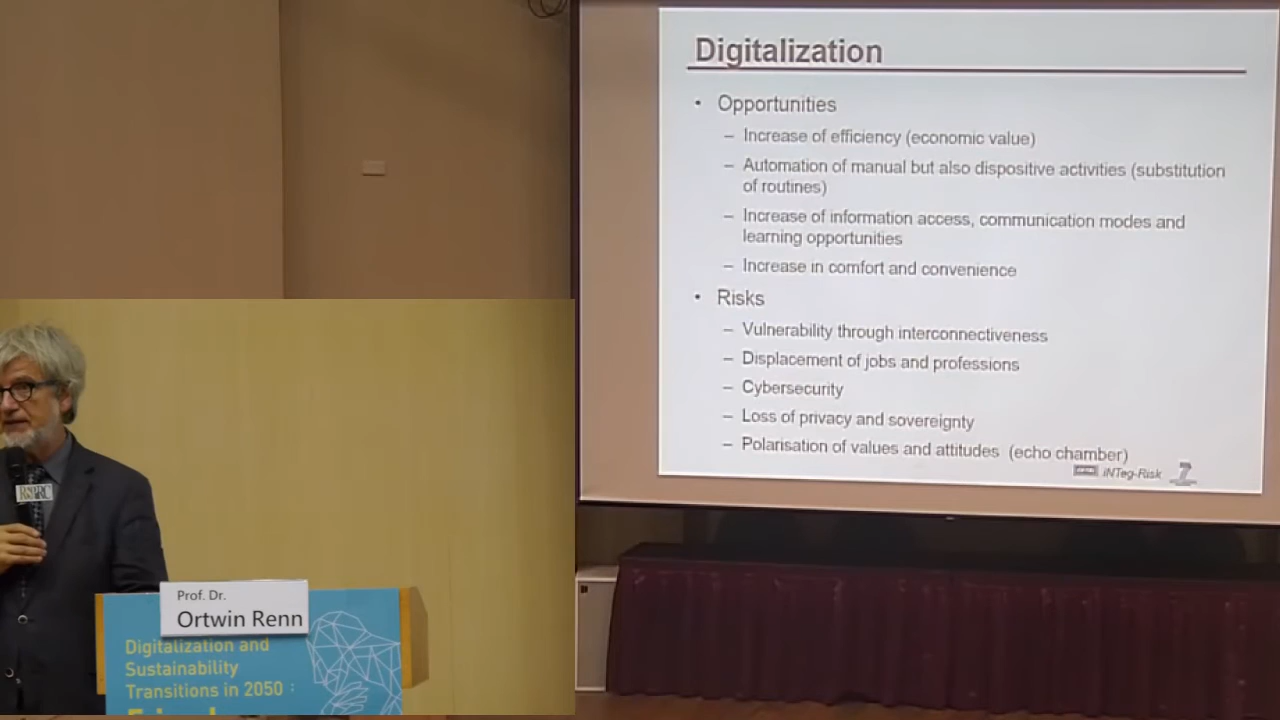 Digitalization
• Opportunities
– Increase of efficiency (economic value)
– Automation of manual but also dispositive activities (substitution
of routines)
– Increase of information access, communication modes and
learning opportunities
– Increase in comfort and convenience
• Risks
– Vulnerability through interconnectiveness
– Displacement of jobs and professions
– Cybersecurity
– Loss of privacy and sovereignty
– Polarisation of values and attitudes (echo chamber)
iNTeg-Risk
Prof. Dr.
Ortwin Renn
Digitalization and
Sustainability
Transitions in 2050 :